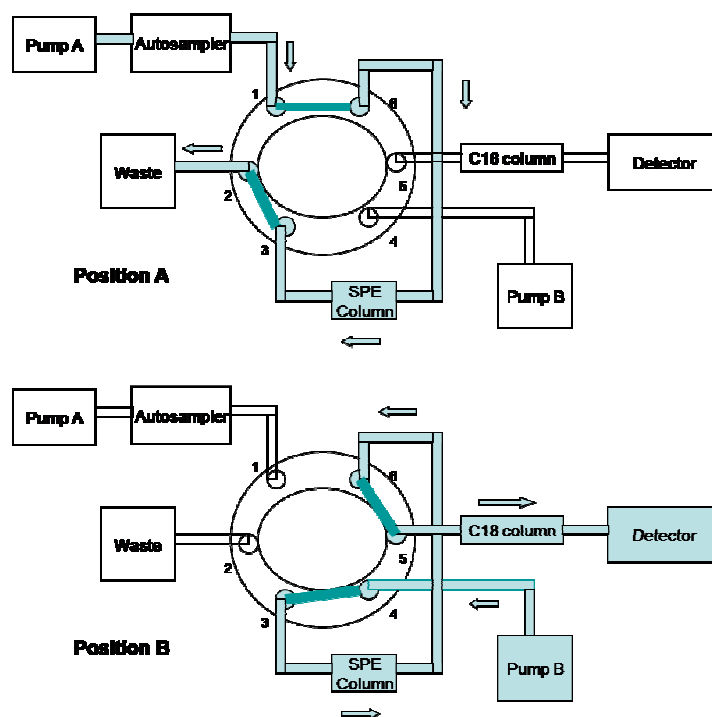 Pump A
Autosampler
1
6
Waste
C16 column
Detector
2
5
3
4
Position A
SPE
Column
Pump B
Pump A
Autosampler
1
6
Waste
C18 column
Detector
2
5
3
4
Position B
SPE
Column
Pump B